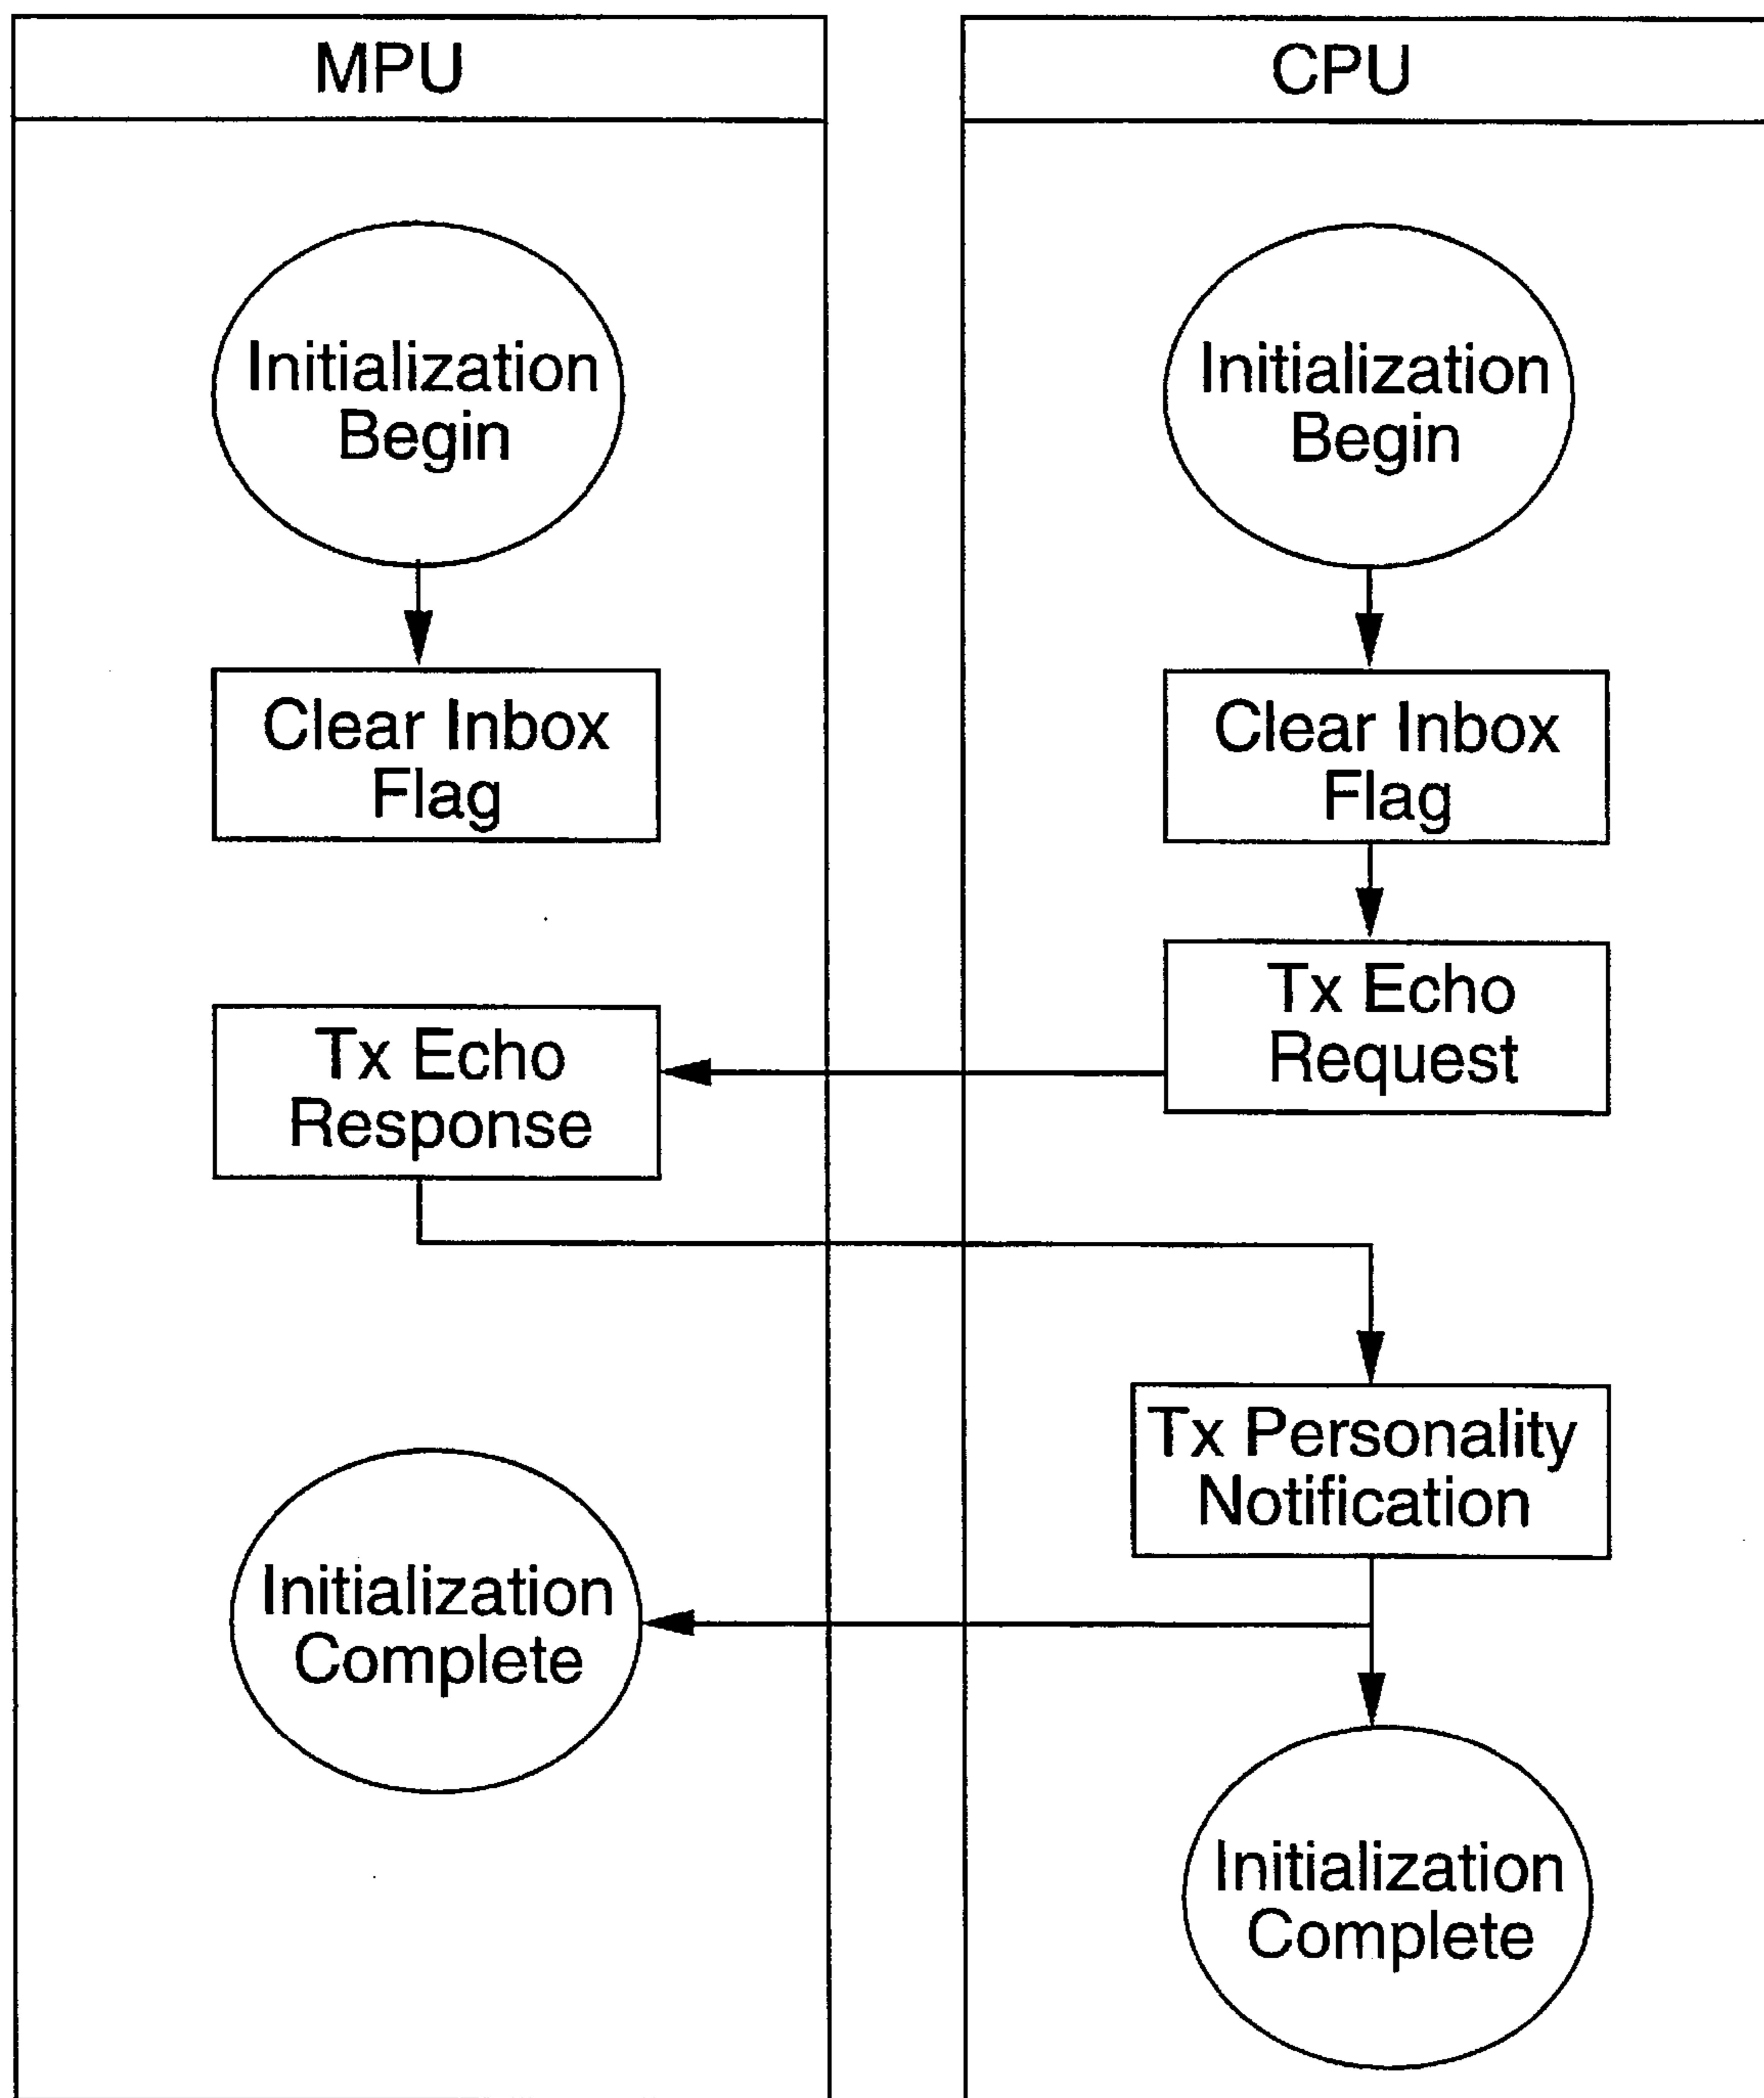 MPU
CPU
Initialization
Begin
Initialization
Begin
Clear Inbox
Flag
Clear Inbox
Flag
Tx Echo
Request
Tx Echo
Response
Tx Personality
Notification
Initialization
Complete
Initialization
Complete